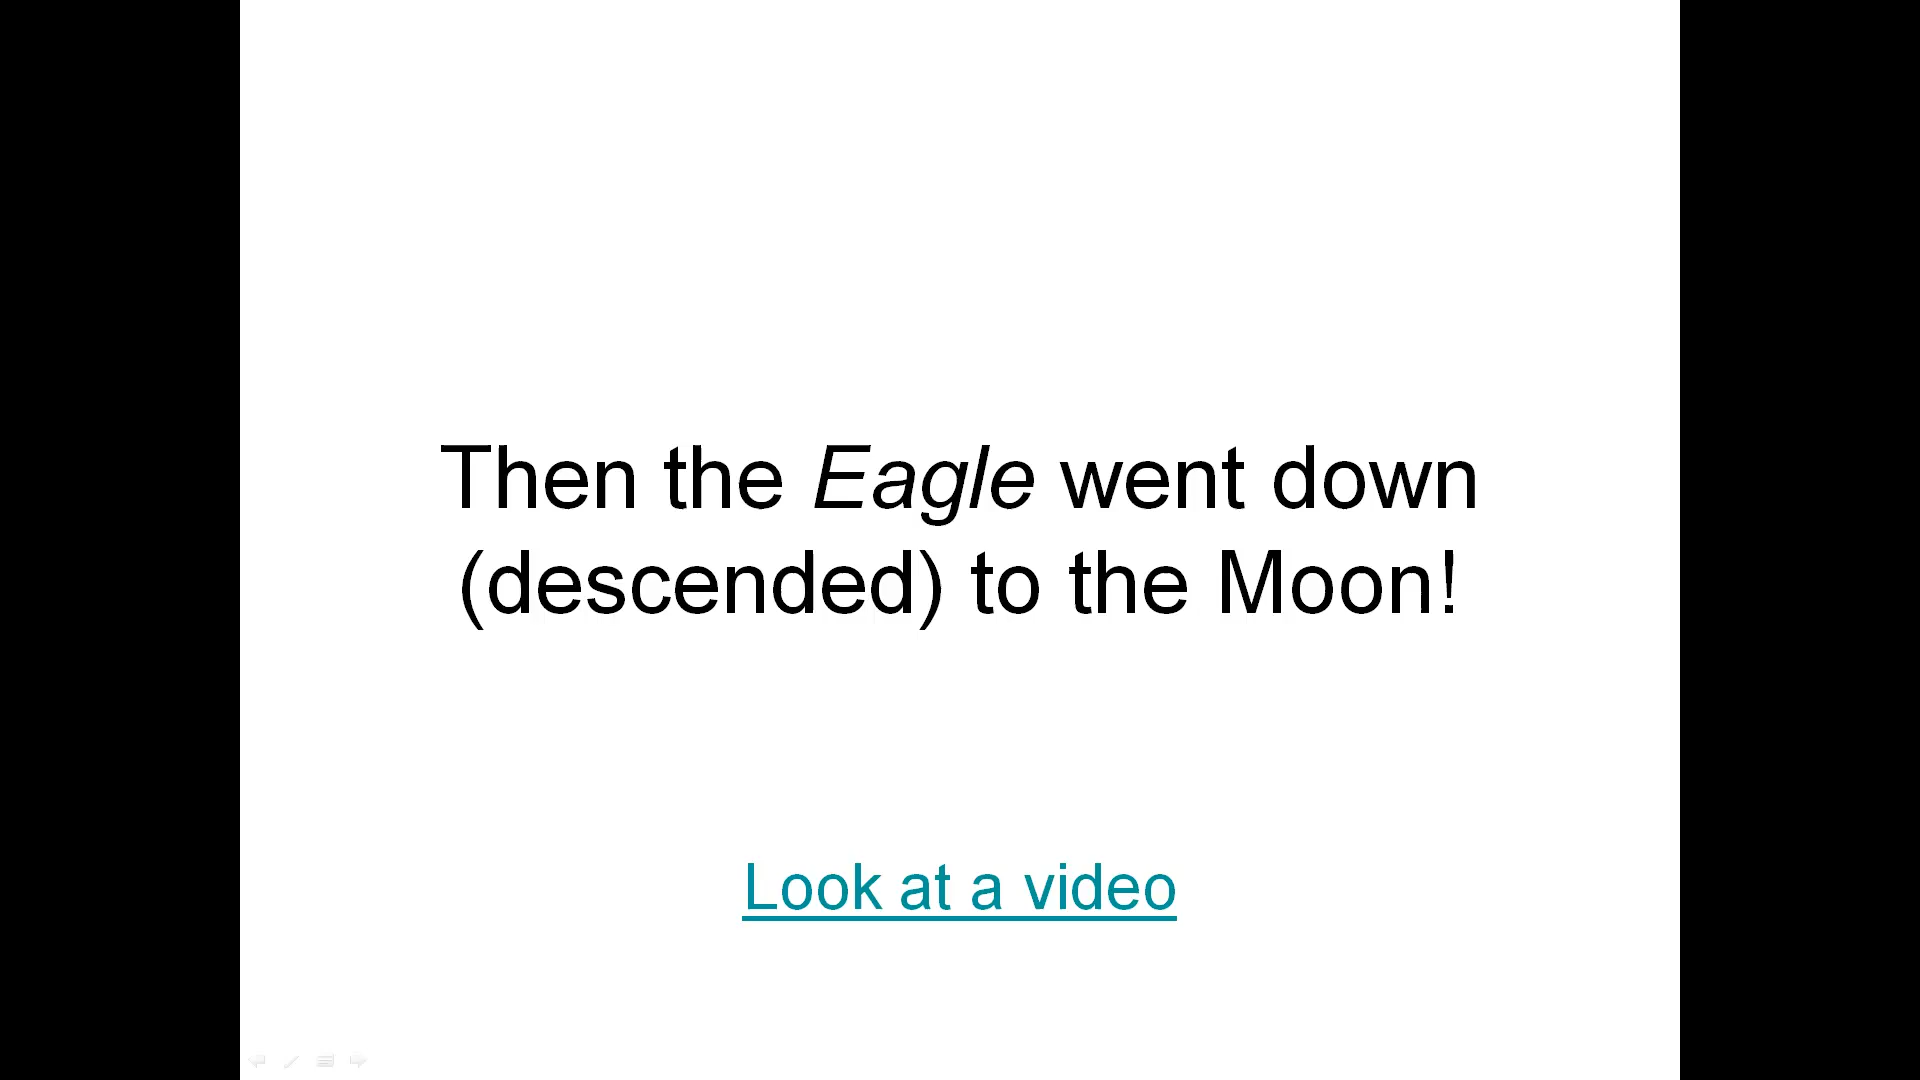 Then the Eagle went down
(descended) to the Moon!
Look at a video